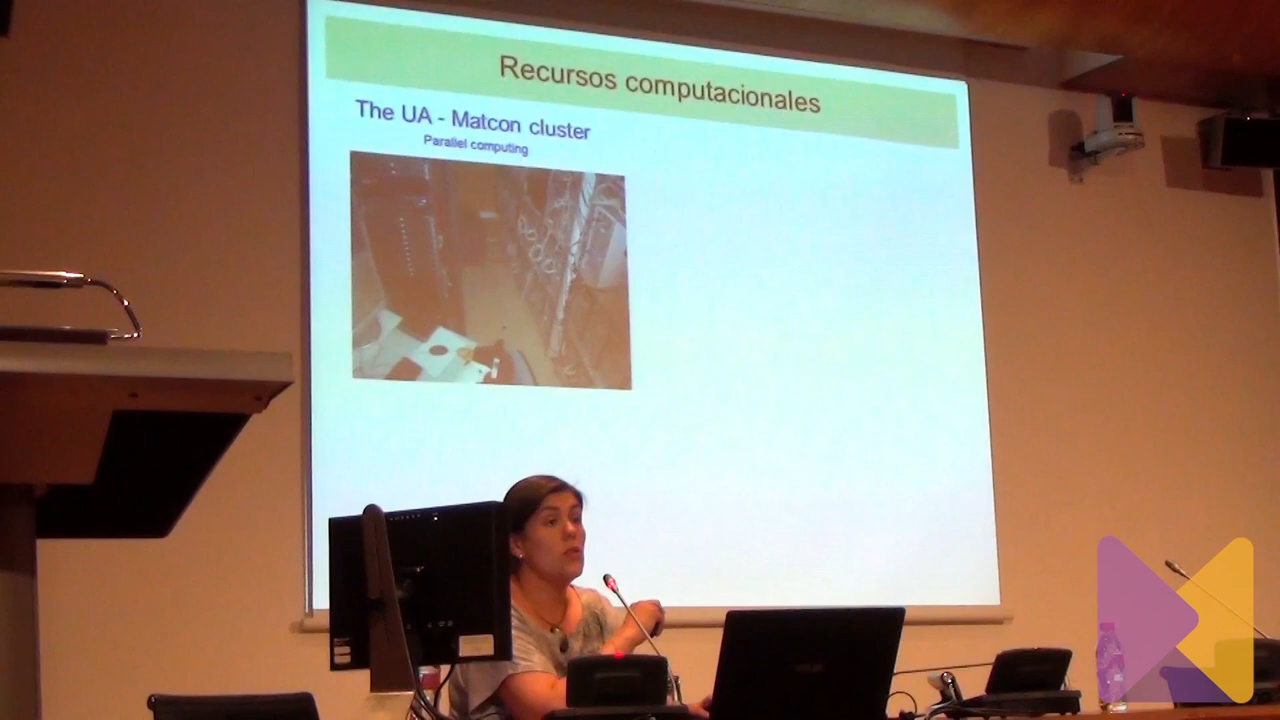 Recursos computacionales
The UA - Matcon cluster
Parallel computing